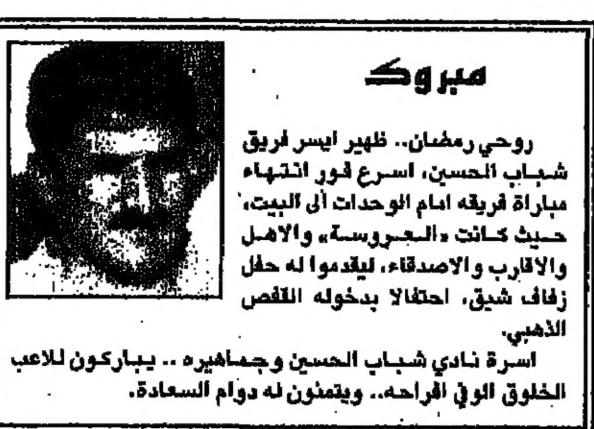 مبروك
روحي رمضان.. ظهير ايسر فريق
شباب الحسين، اسرع فور انتهاء
مباراة فريقه امام الوحدات الى البيت،
حيث كانت «العروسة» والاهل
والاقارب والاصدقاء، ليقدموا له حفل
زفاف شيق، احتفالا بدخوله القفص
الذهبي.
اسرة نادي شباب الحسين وجماهيره .. يباركون للاعب
الخلوق الوفي افراحه.. ويتمنون له دوام السعادة.